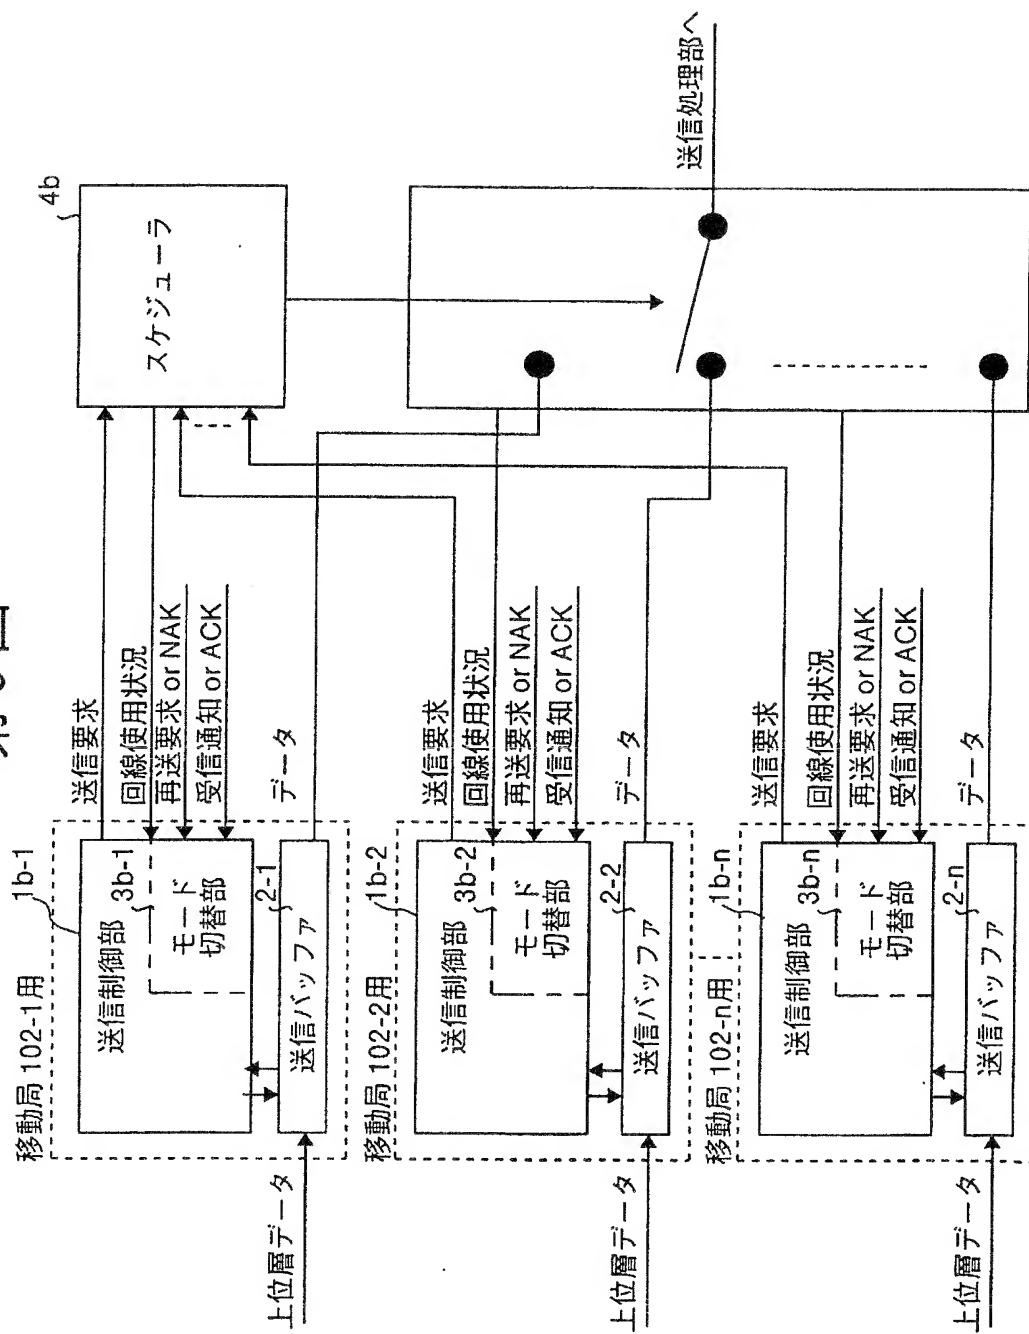 4b
スケジューラ
送信処理部へ
移動局 102-1用
1b-1
送信制御部
3b-1
モード
切替部
2-1
送信バッファ
上位層データ
送信要求
回線使用状況
再送要求 or NAK
受信通知 or ACK
データ
移動局 102-2用
1b-2
送信制御部
3b-2
モード
切替部
2-2
送信バッファ
上位層データ
送信要求
回線使用状況
再送要求 or NAK
受信通知 or ACK
データ
移動局 102-n用
1b-n
送信制御部
3b-n
モード
切替部
2-n
送信バッファ
上位層データ
送信要求
回線使用状況
再送要求 or NAK
受信通知 or ACK
データ